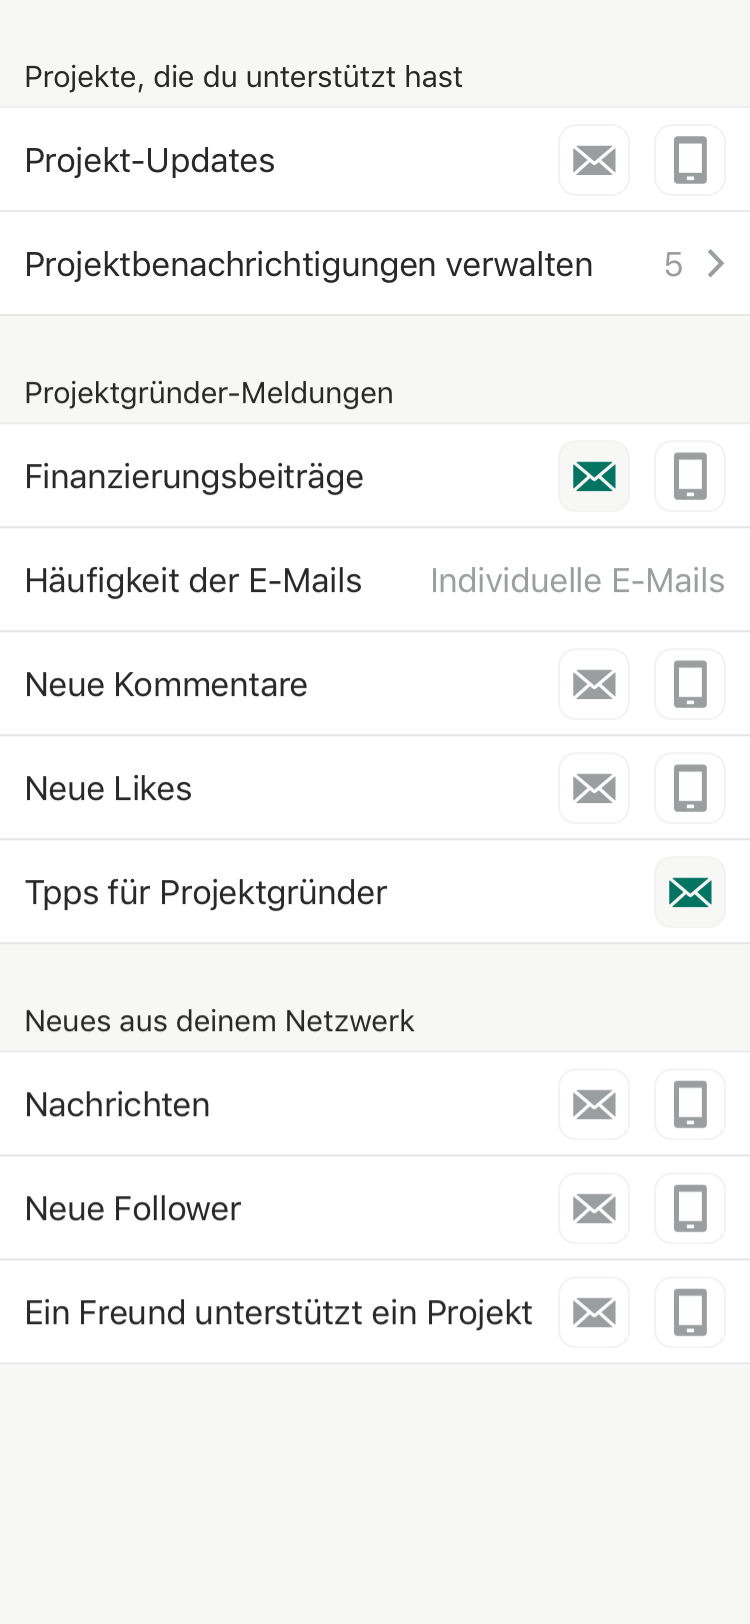 Projekte, die du unterstützt hast
Projekt-Updates
Projektbenachrichtigungen verwalten 5
Projektgründer-Meldungen
Finanzierungsbeiträge
Häufigkeit der E-Mails Individuelle E-Mails
Neue Kommentare
Neue Likes
Tpps für Projektgründer
Neues aus deinem Netzwerk
Nachrichten
Neue Follower
Ein Freund unterstützt ein Projekt